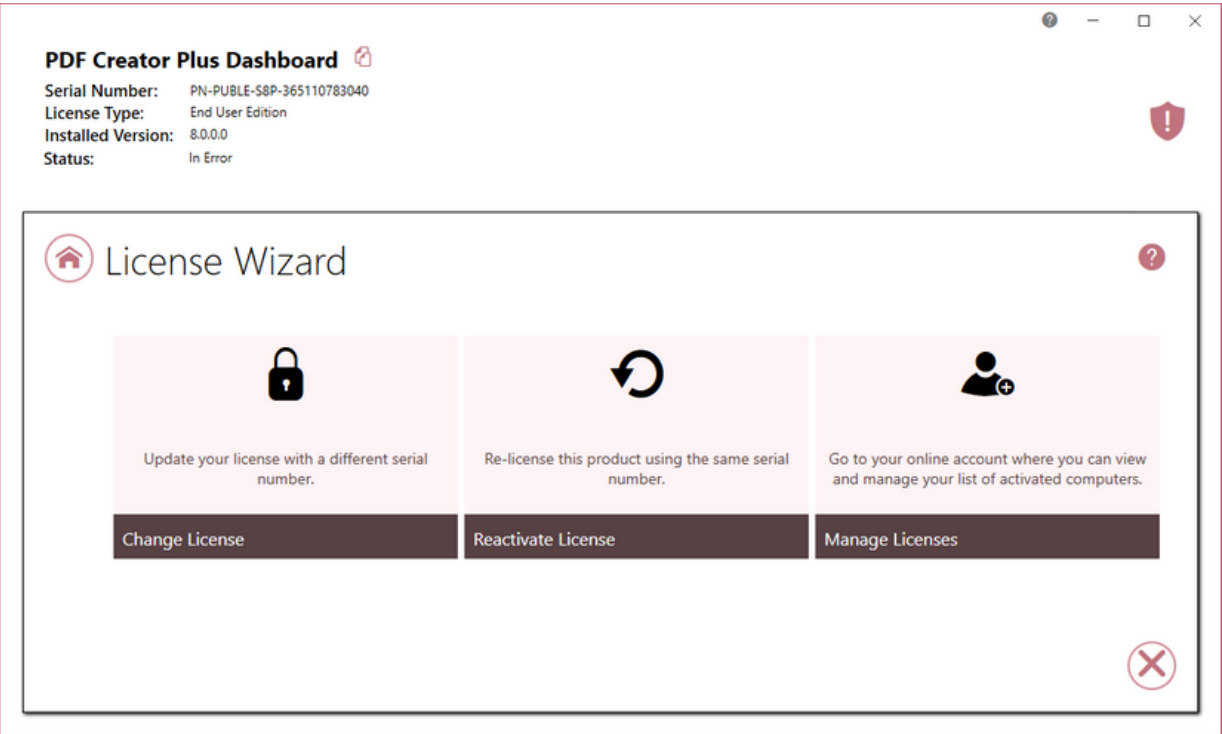 PDF Creator Plus Dashboard
Serial Number: PN-PUBLE-S8P-365110783040
License Type: End User Edition
Installed Version: 8.0.0.0
Status: In Error
License Wizard
Update your license with a different serial
number.
Change License
Re-license this product using the same serial
number.
Reactivate License
Go to your online account where you can view
and manage your list of activated computers.
Manage Licenses